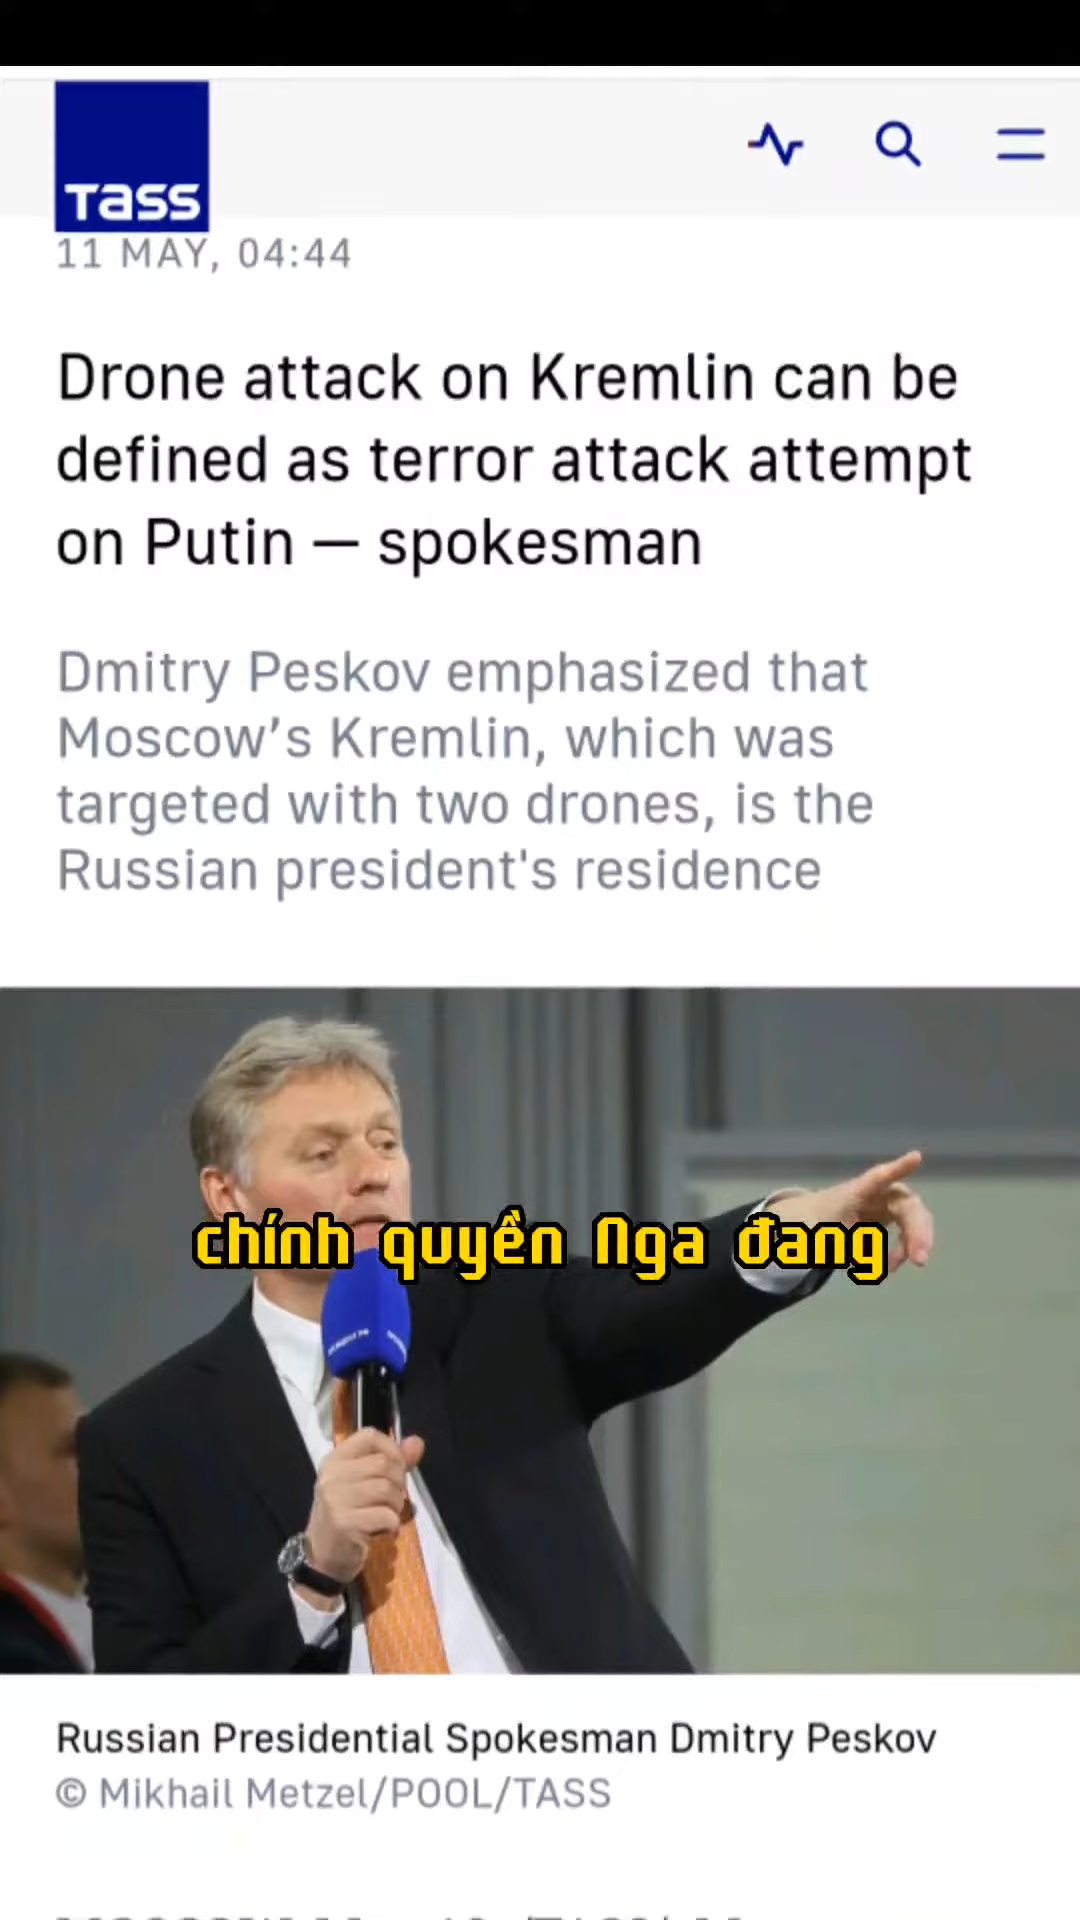 TASS
11 MAY, 04:44
Drone attack on Kremlin can be
defined as terror attack attempt
on Putin — spokesman
Dmitry Peskov emphasized that
Moscow’s Kremlin, which was
targeted with two drones, is the
Russian president's residence
chính quyền Nga đang
Russian Presidential Spokesman Dmitry Peskov
© Mikhail Metzel/POOL/TASS